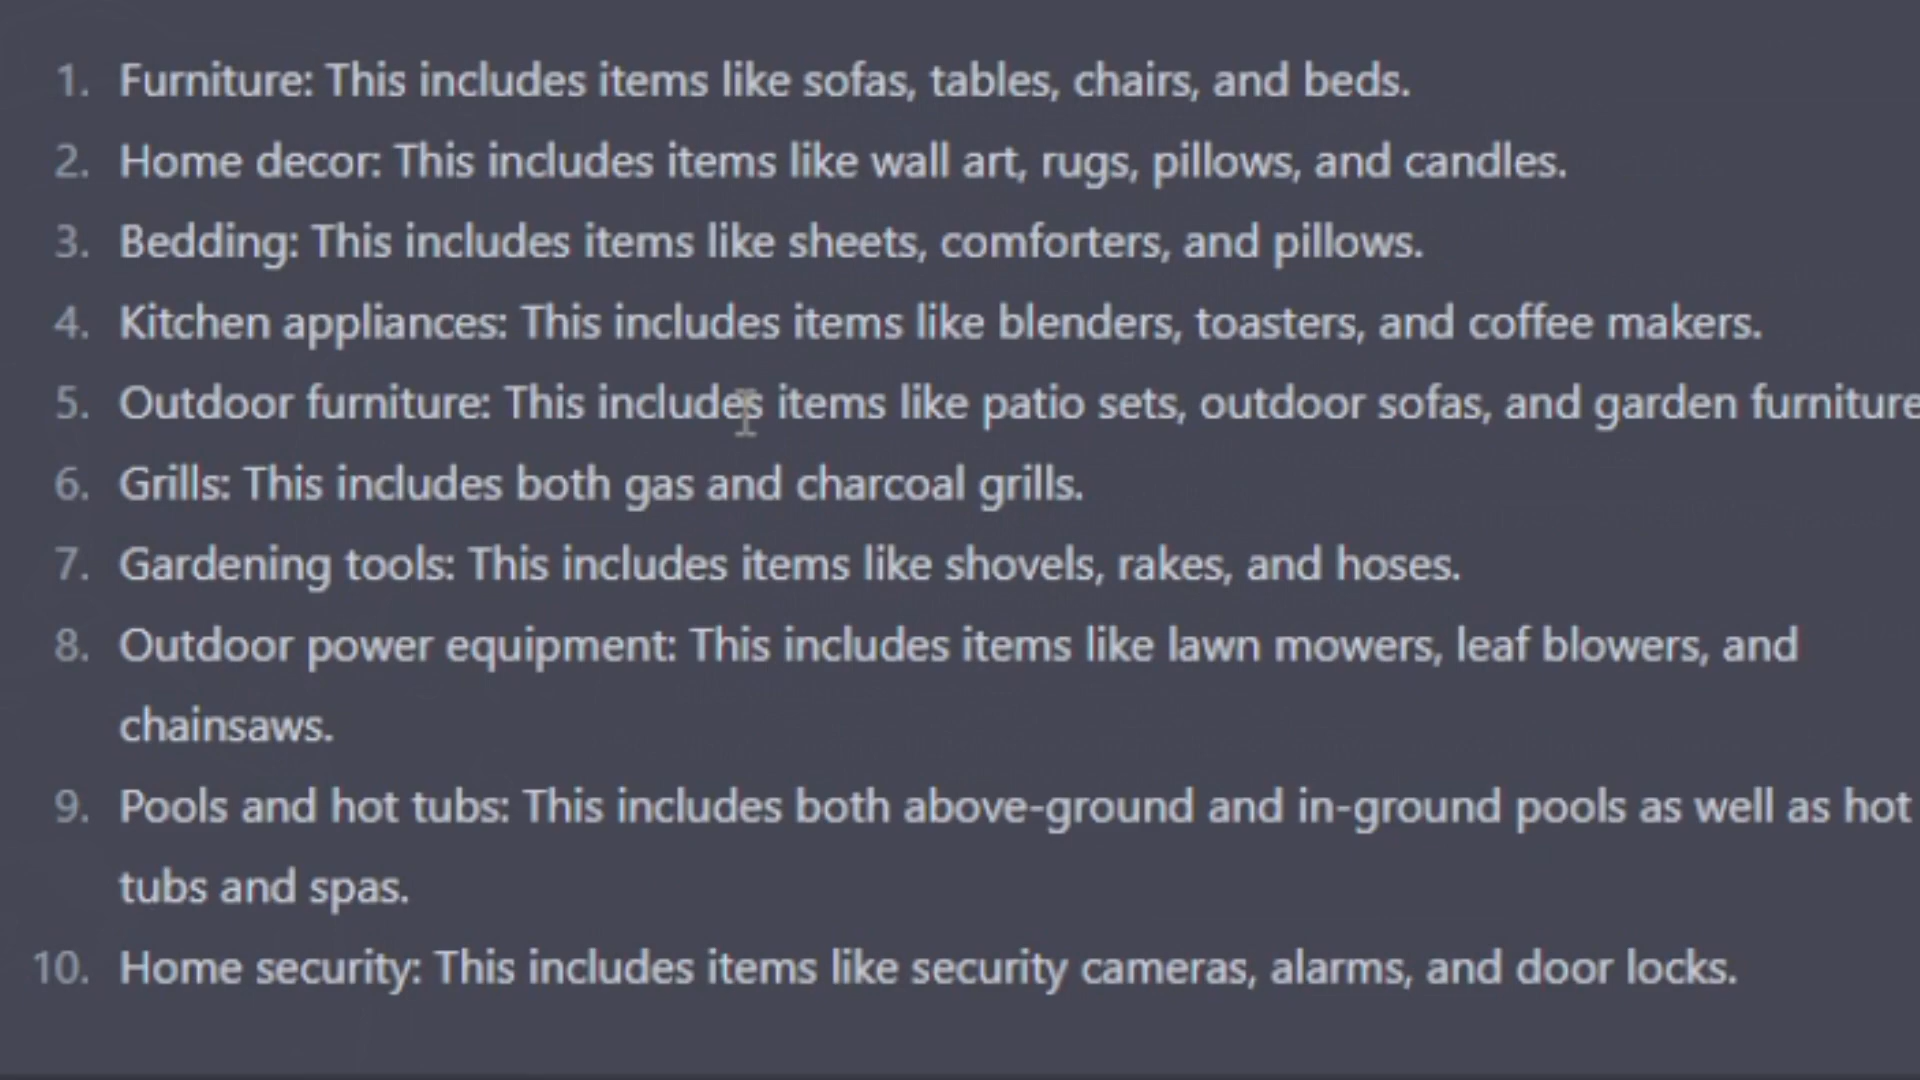 1. Furniture: This includes items like sofas, tables, chairs, and beds.
2. Home decor: This includes items like wall art, rugs, pillows, and candles.
3. Bedding: This includes items like sheets, comforters, and pillows.
4. Kitchen appliances: This includes items like blenders, toasters, and coffee makers.
5. Outdoor furniture: This includes items like patio sets, outdoor sofas, and garden furniture
6. Grills: This includes both gas and charcoal grills.
7. Gardening tools: This includes items like shovels, rakes, and hoses.
8. Outdoor power equipment: This includes items like lawn mowers, leaf blowers, and
chainsaws.
9. Pools and hot tubs: This includes both above-ground and in-ground pools as well as hot
tubs and spas.
10. Home security: This includes items like security cameras, alarms, and door locks.